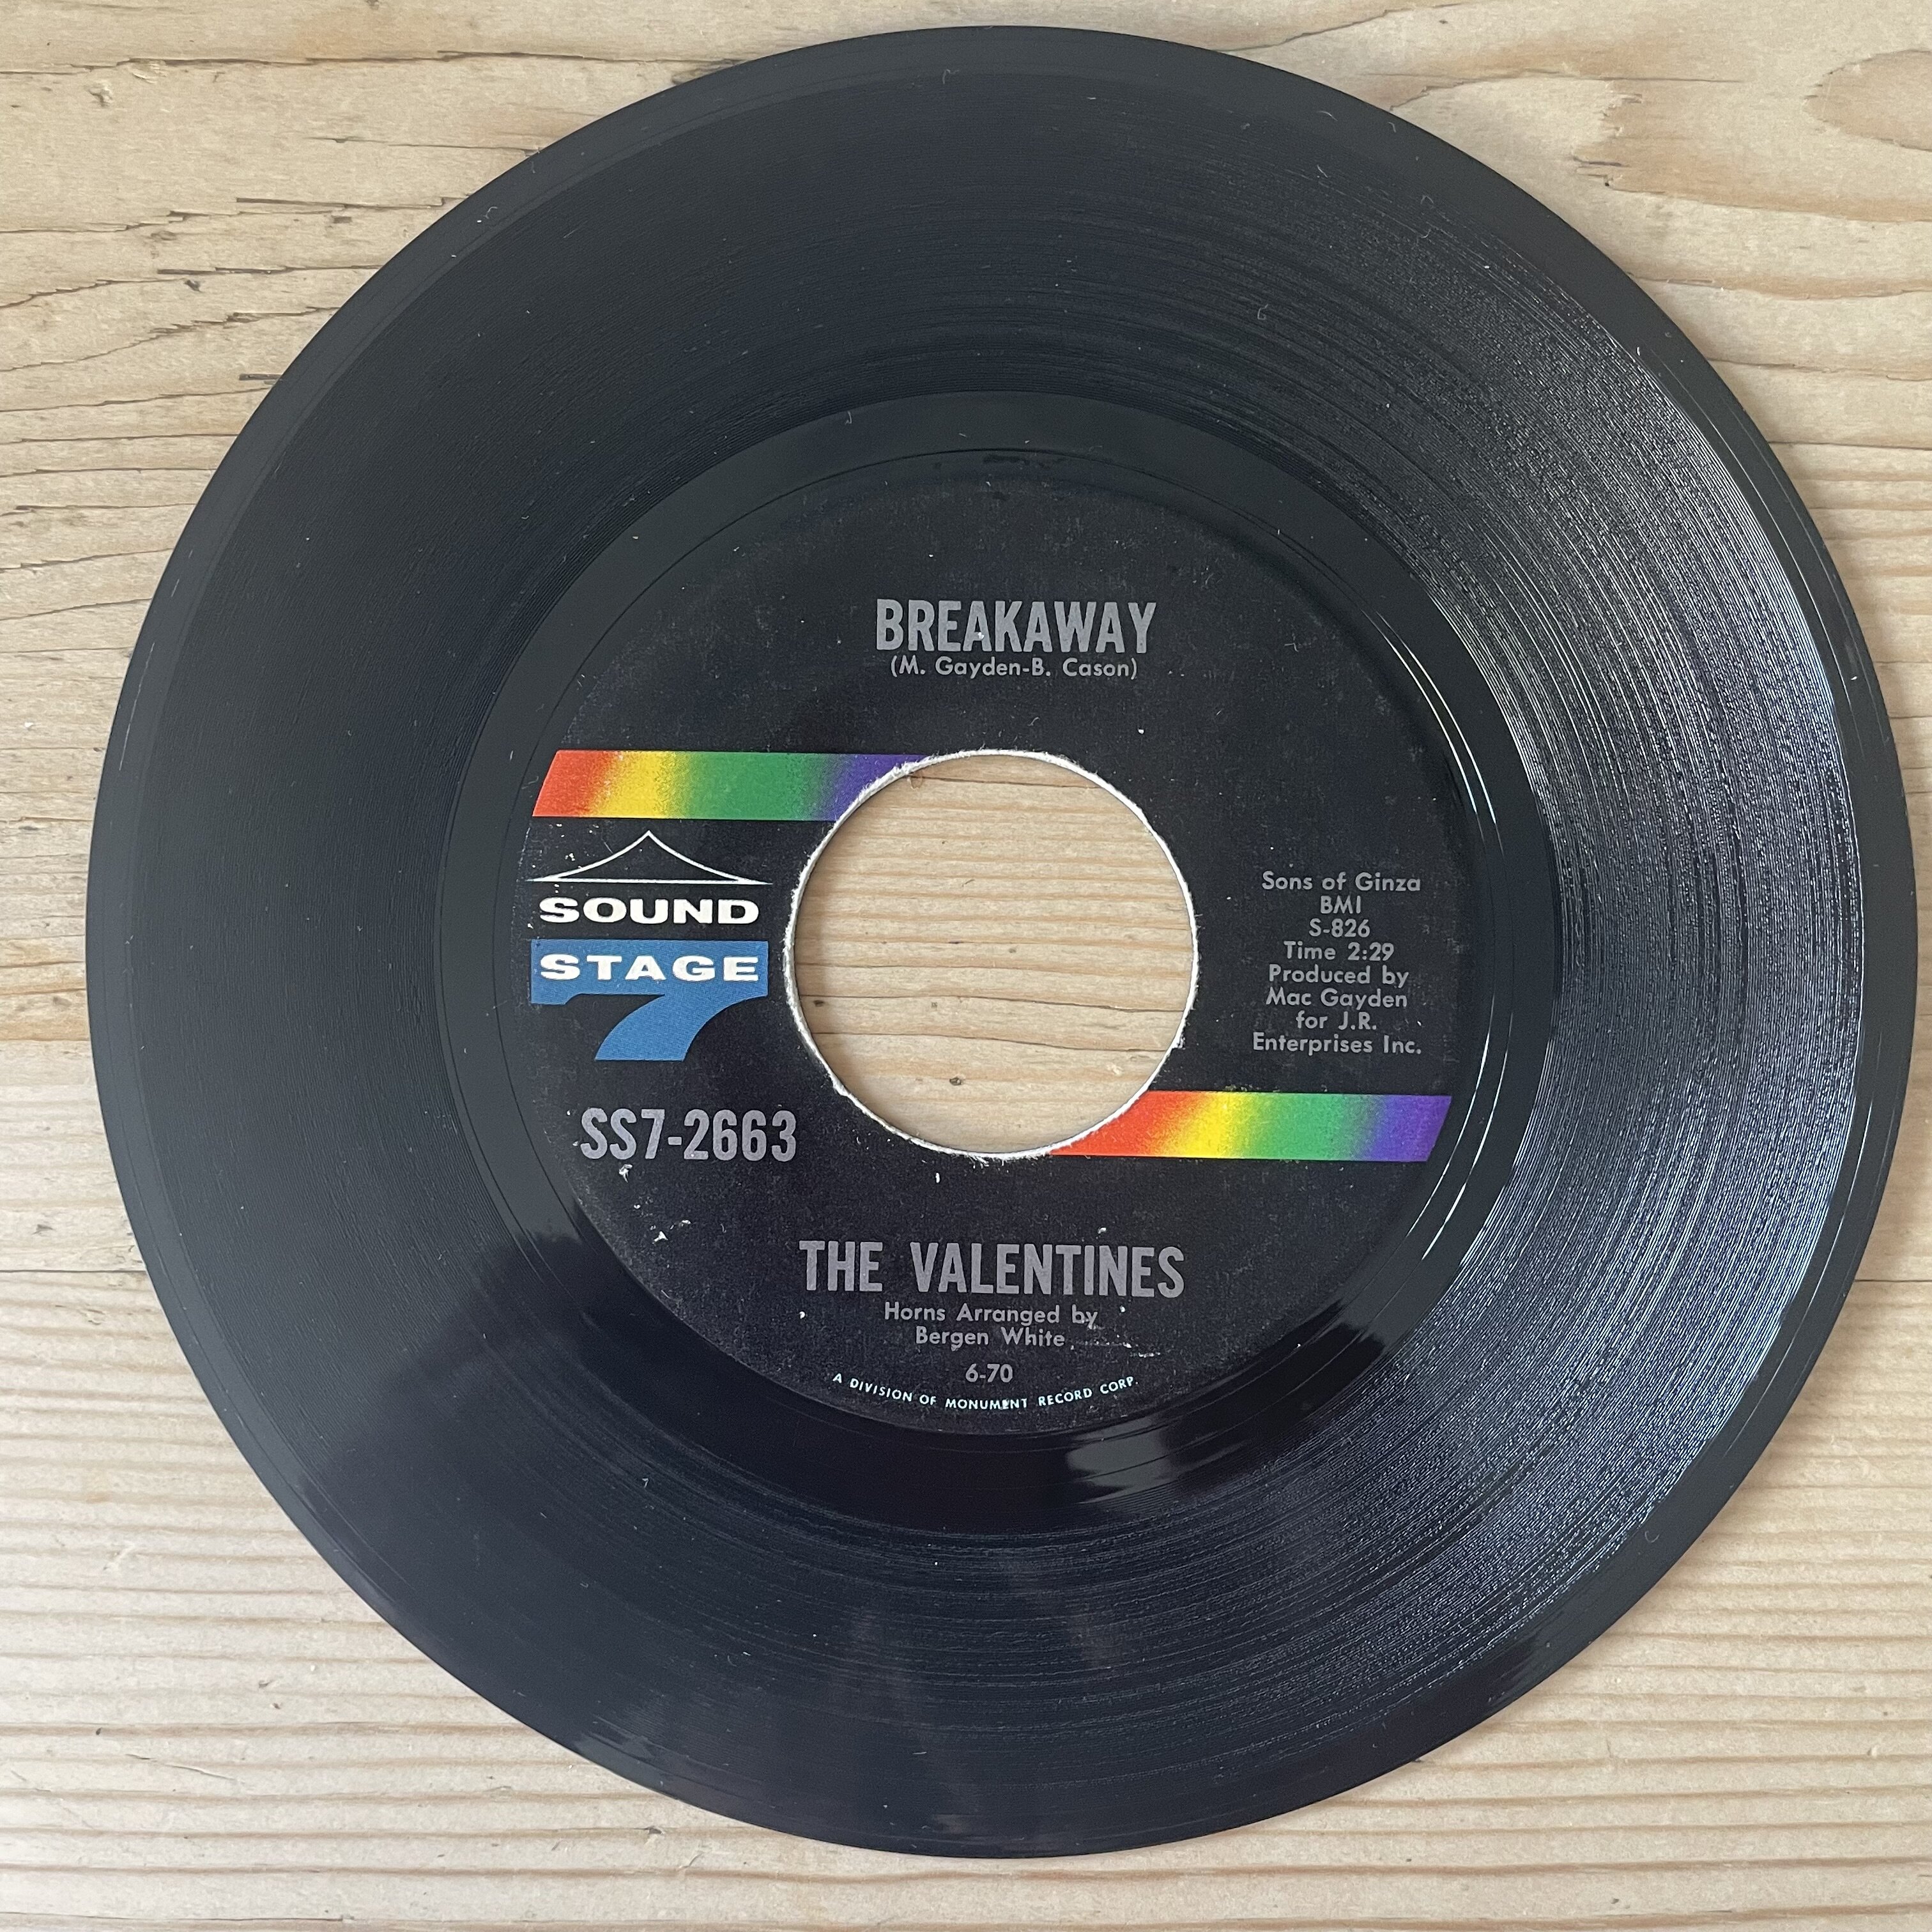 BREAKAWAY
(M. Gayden-B. Cason)
SOUND
STAGE
7
Sons of Ginza
BMI
S-826
Time 2:29
Produced by
Mac Gayden
for J.R.
Enterprises Inc.
SS7-2663
THE VALENTINES
Horns Arranged by
Bergen White
6-70
A DIVISION OF MONUMENT RECORD CORP.